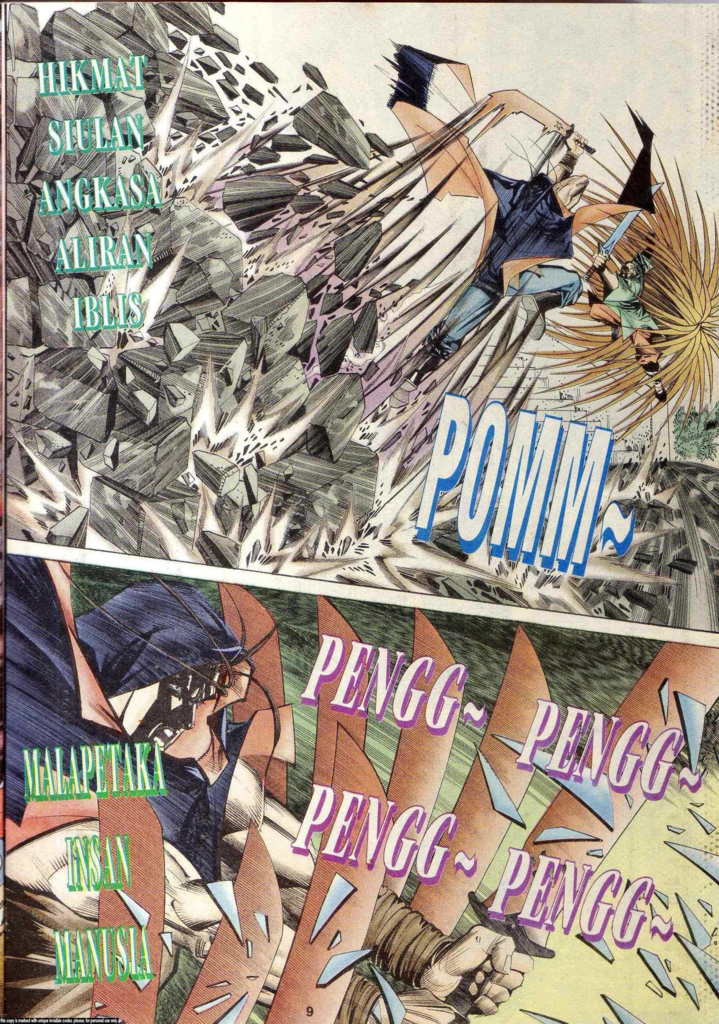 HIKMAT
SIULAN
ANGKASA
ALIRAN
IBLIS
POMM~
PENGG~
PENGG~
PENGG~
PENGG~
MALAPETAKA
INSAN
MANUSIA
9